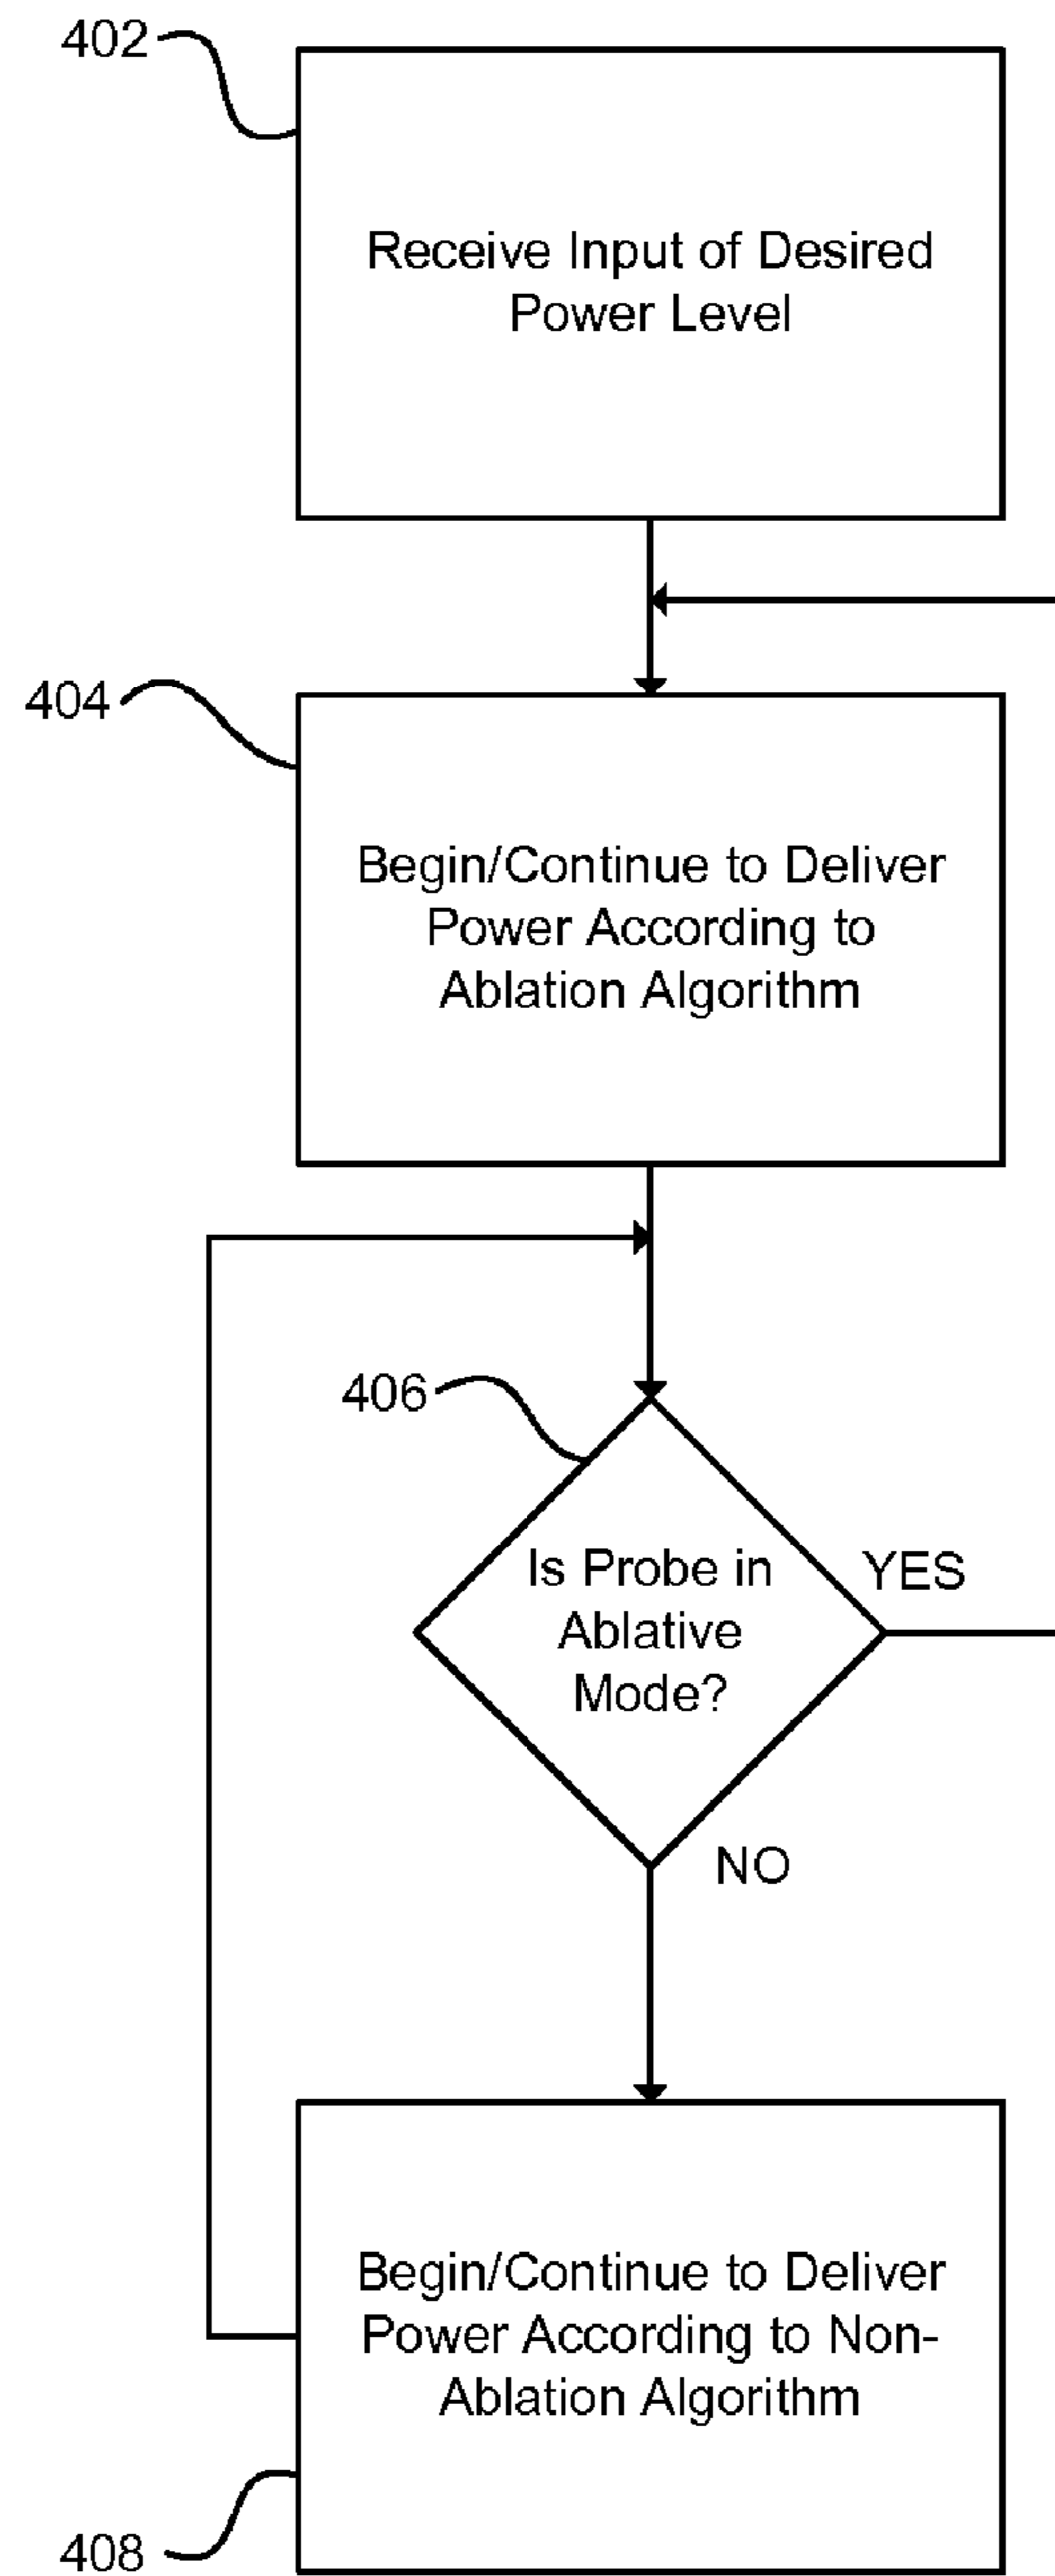 402
Receive Input of Desired
Power Level
404
Begin/Continue to Deliver
Power According to
Ablation Algorithm
406
Is Probe in
Ablative
Mode?
YES
NO
Begin/Continue to Deliver
Power According to Non-
Ablation Algorithm
408